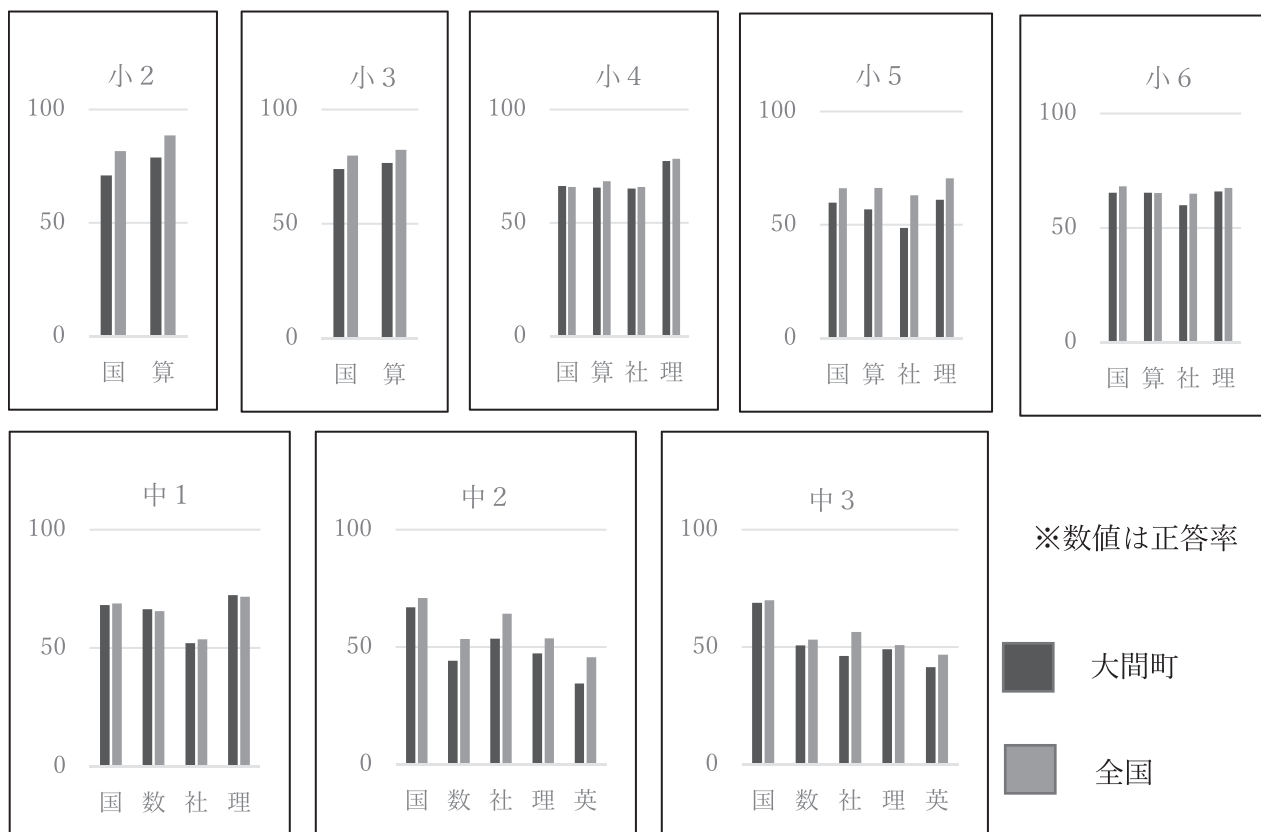 小2
100
50
0
国 算
小3
100
50
0
国 算
小4
100
50
0
国 算 社 理
小5
100
50
0
国 算 社 理
小6
100
50
0
国 算 社 理
中1
100
50
0
国 数 社 理
中2
100
50
0
国 数 社 理 英
中3
100
50
0
国 数 社 理 英
※数値は正答率
大間町
全国